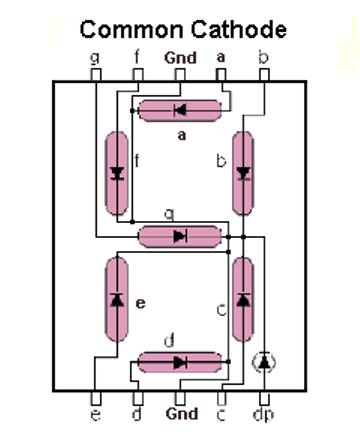 Common Cathode
g f Gnd a b
a
f b
g
e c
d
e d Gnd c dp